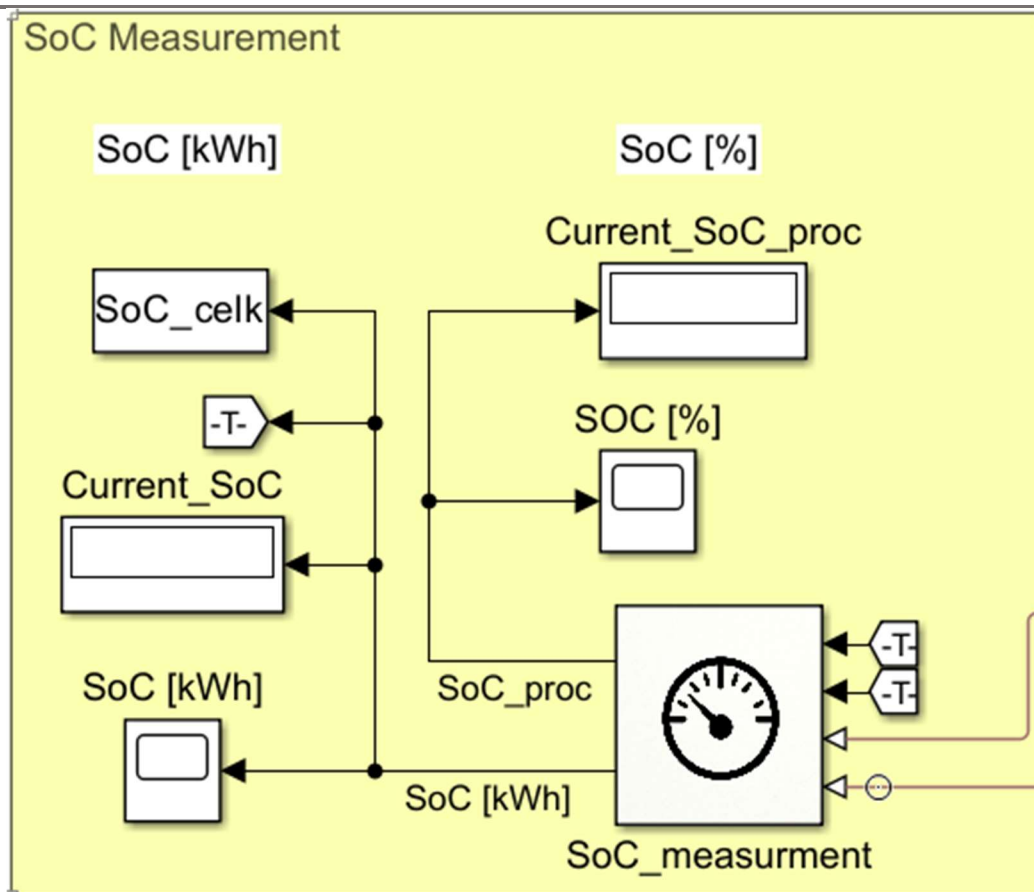 SoC Measurement
SoC [kWh]
SoC [%]
Current_SoC_proc
SoC_celk
SOC [%]
-T-
Current_SoC
-T-
-T-
SoC_proc
SoC [kWh]
SoC [kWh]
SoC_measurment